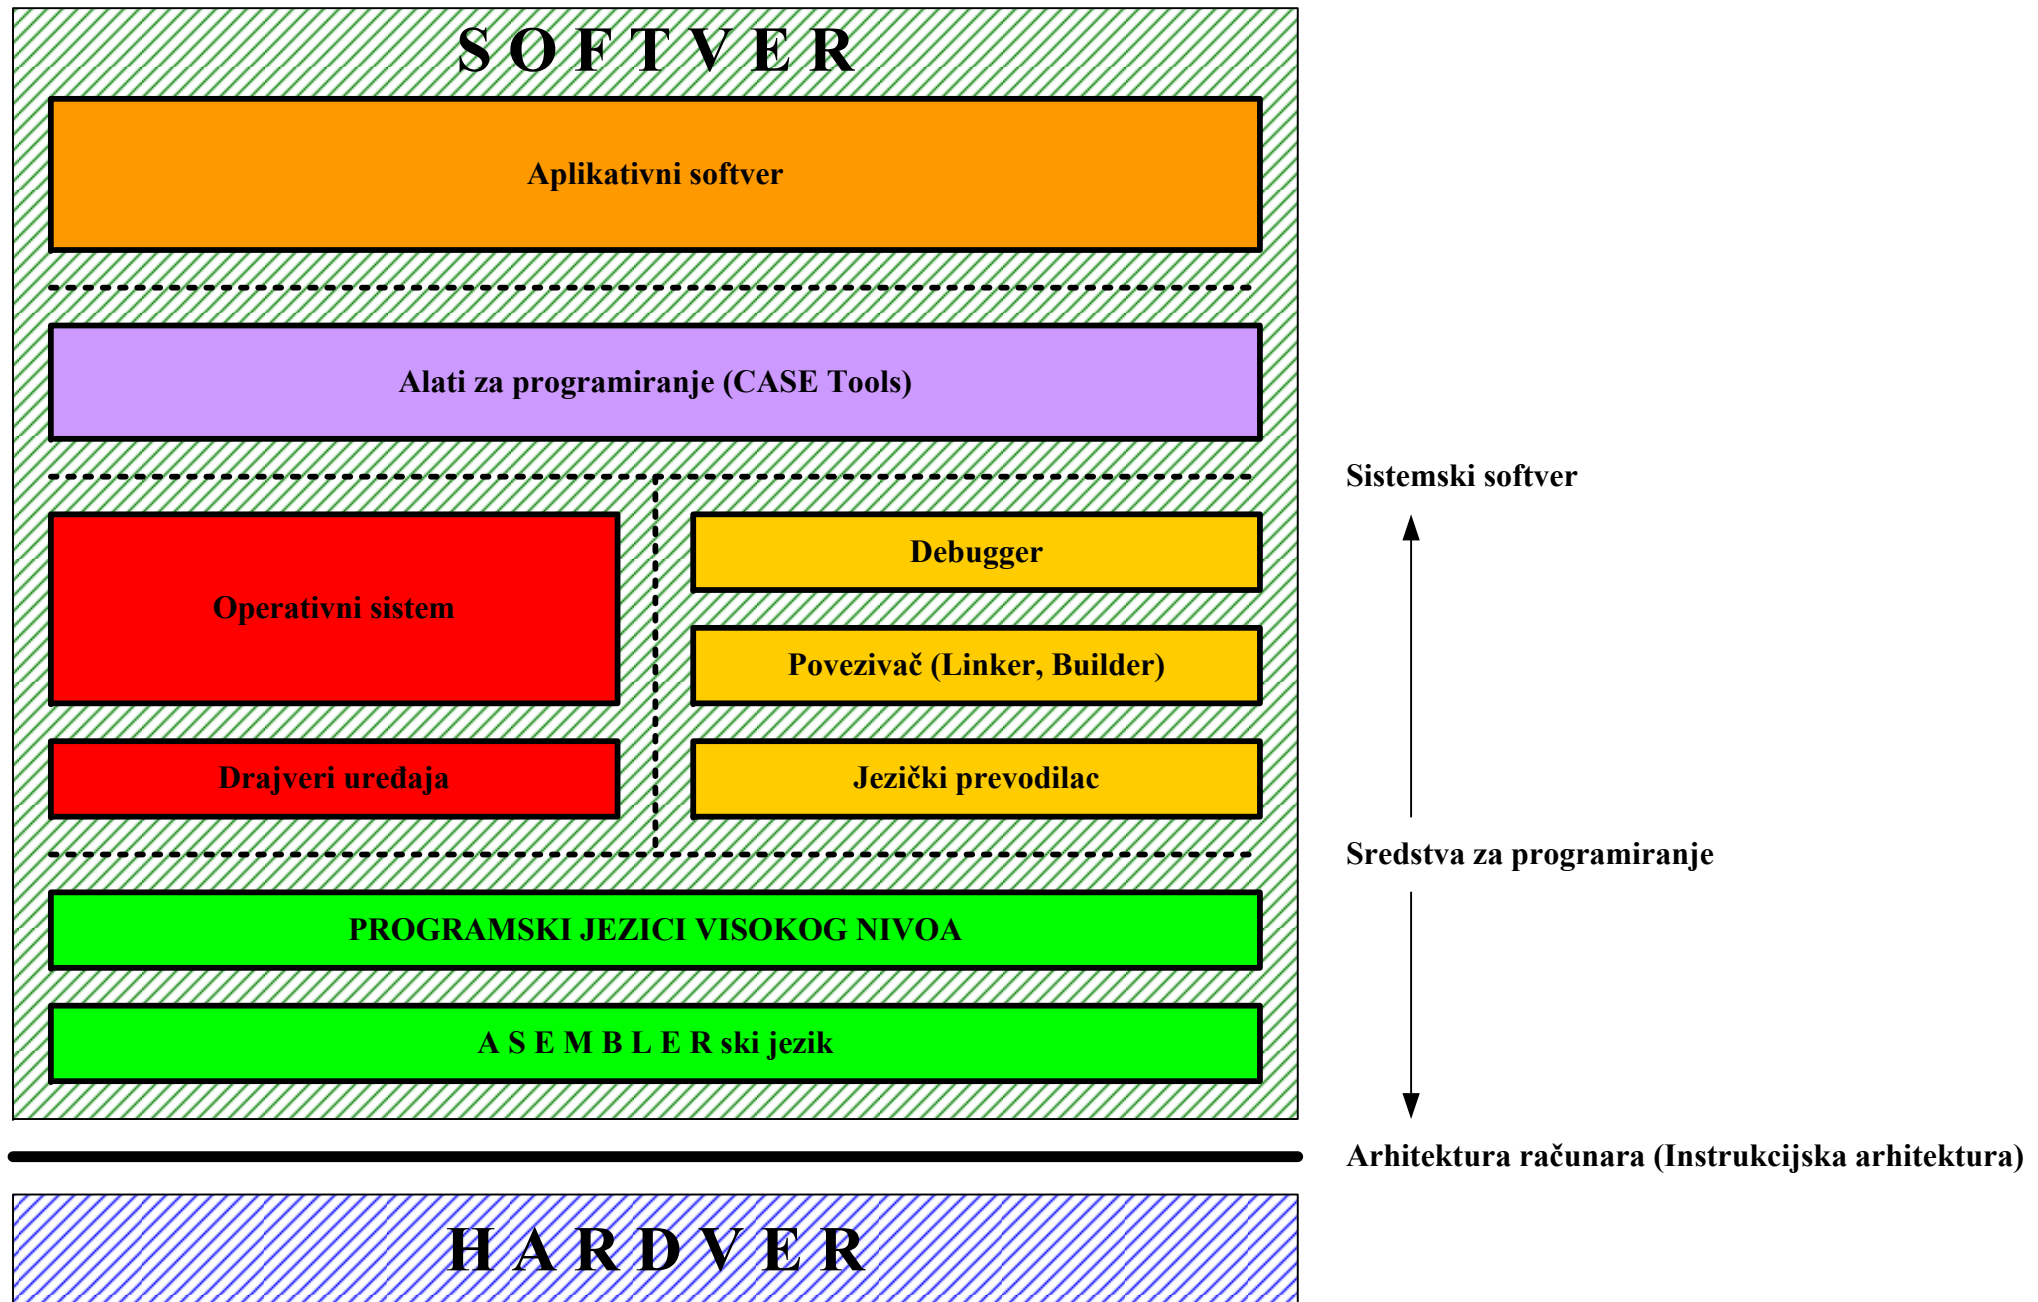 S O F T V E R
Aplikativni softver
Alati za programiranje (CASE Tools)
Sistemski softver
Operativni sistem
Drajveri uređaja
Debugger
Povezivač (Linker, Builder)
Jezički prevodilac
Sredstva za programiranje
PROGRAMSKI JEZICI VISOKOG NIVOA
A S E M B L E R ski jezik
Arhitektura računara (Instrukcijska arhitektura)
H A R D V E R